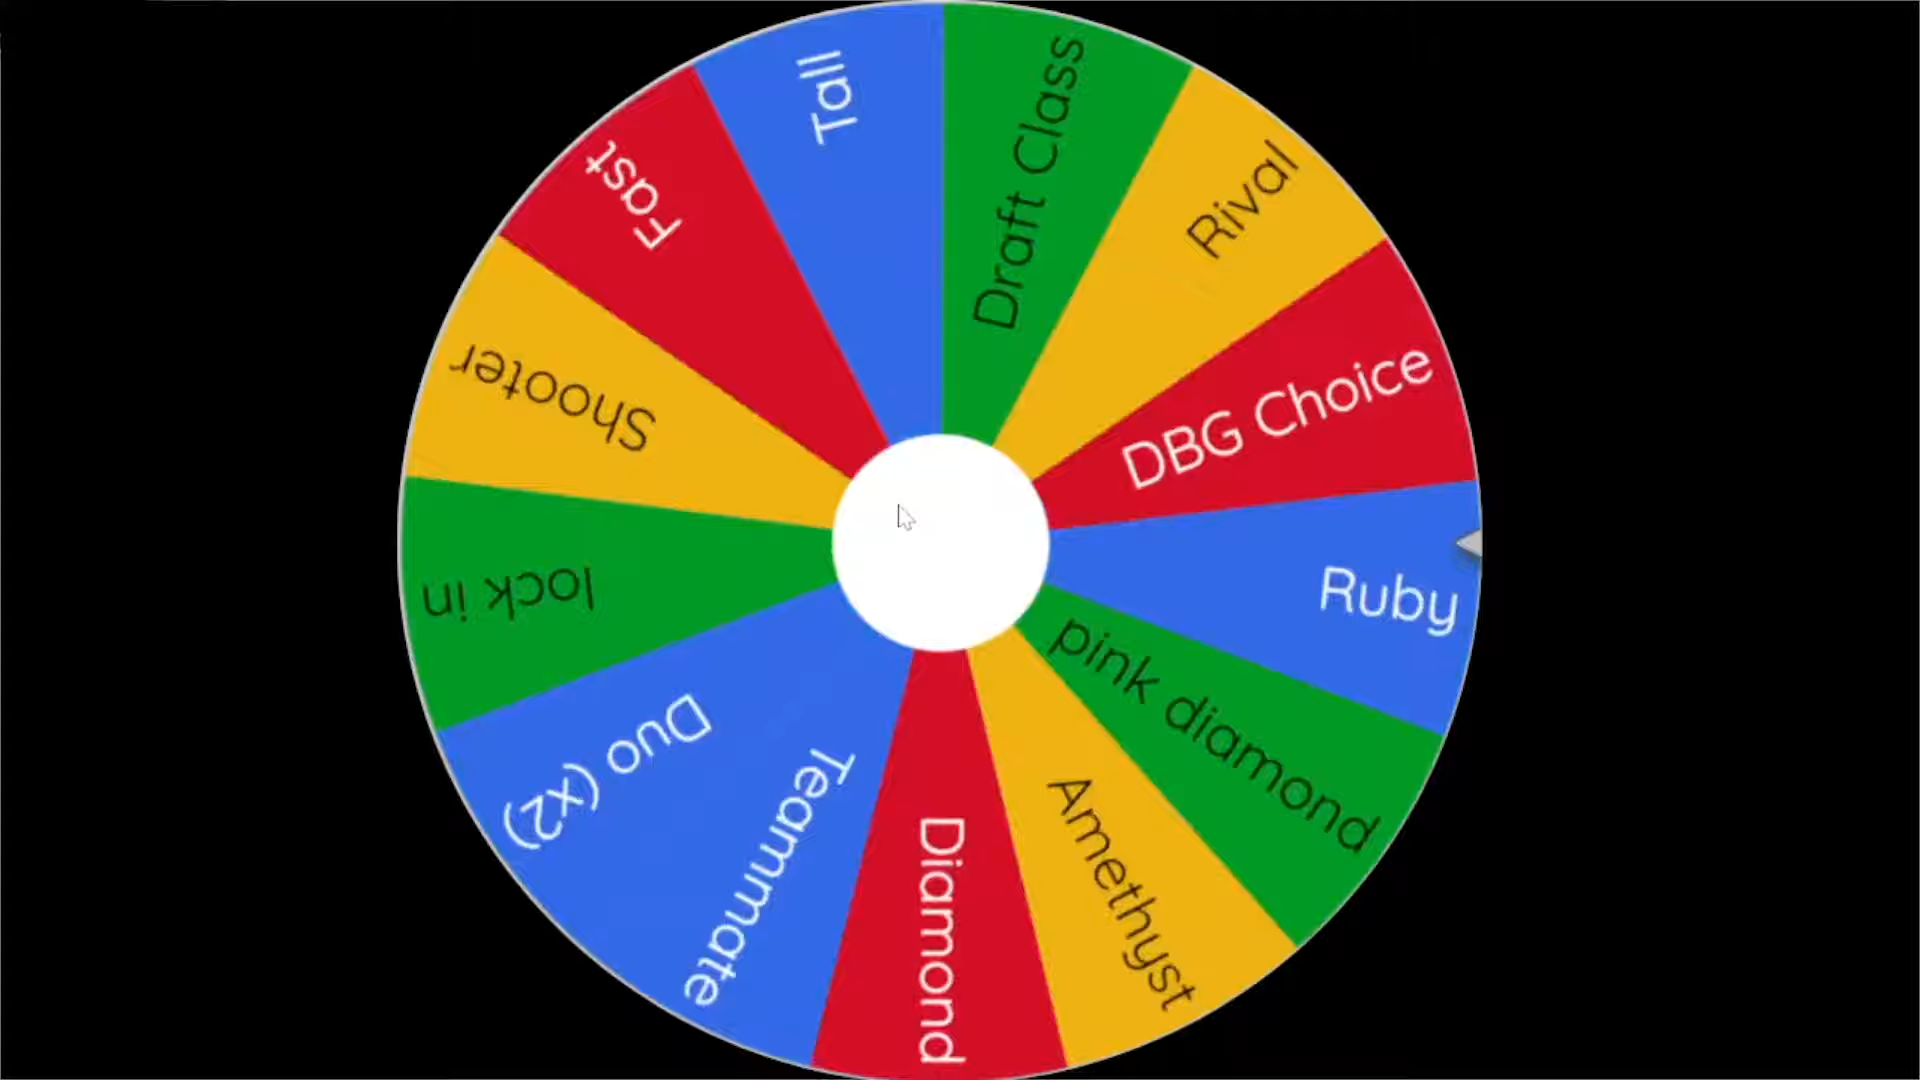 Draft Class
Rival
DBG Choice
Ruby
pink diamond
Amethyst
Diamond
Teammate
Duo (x2)
lock in
Shooter
Fast
Tall